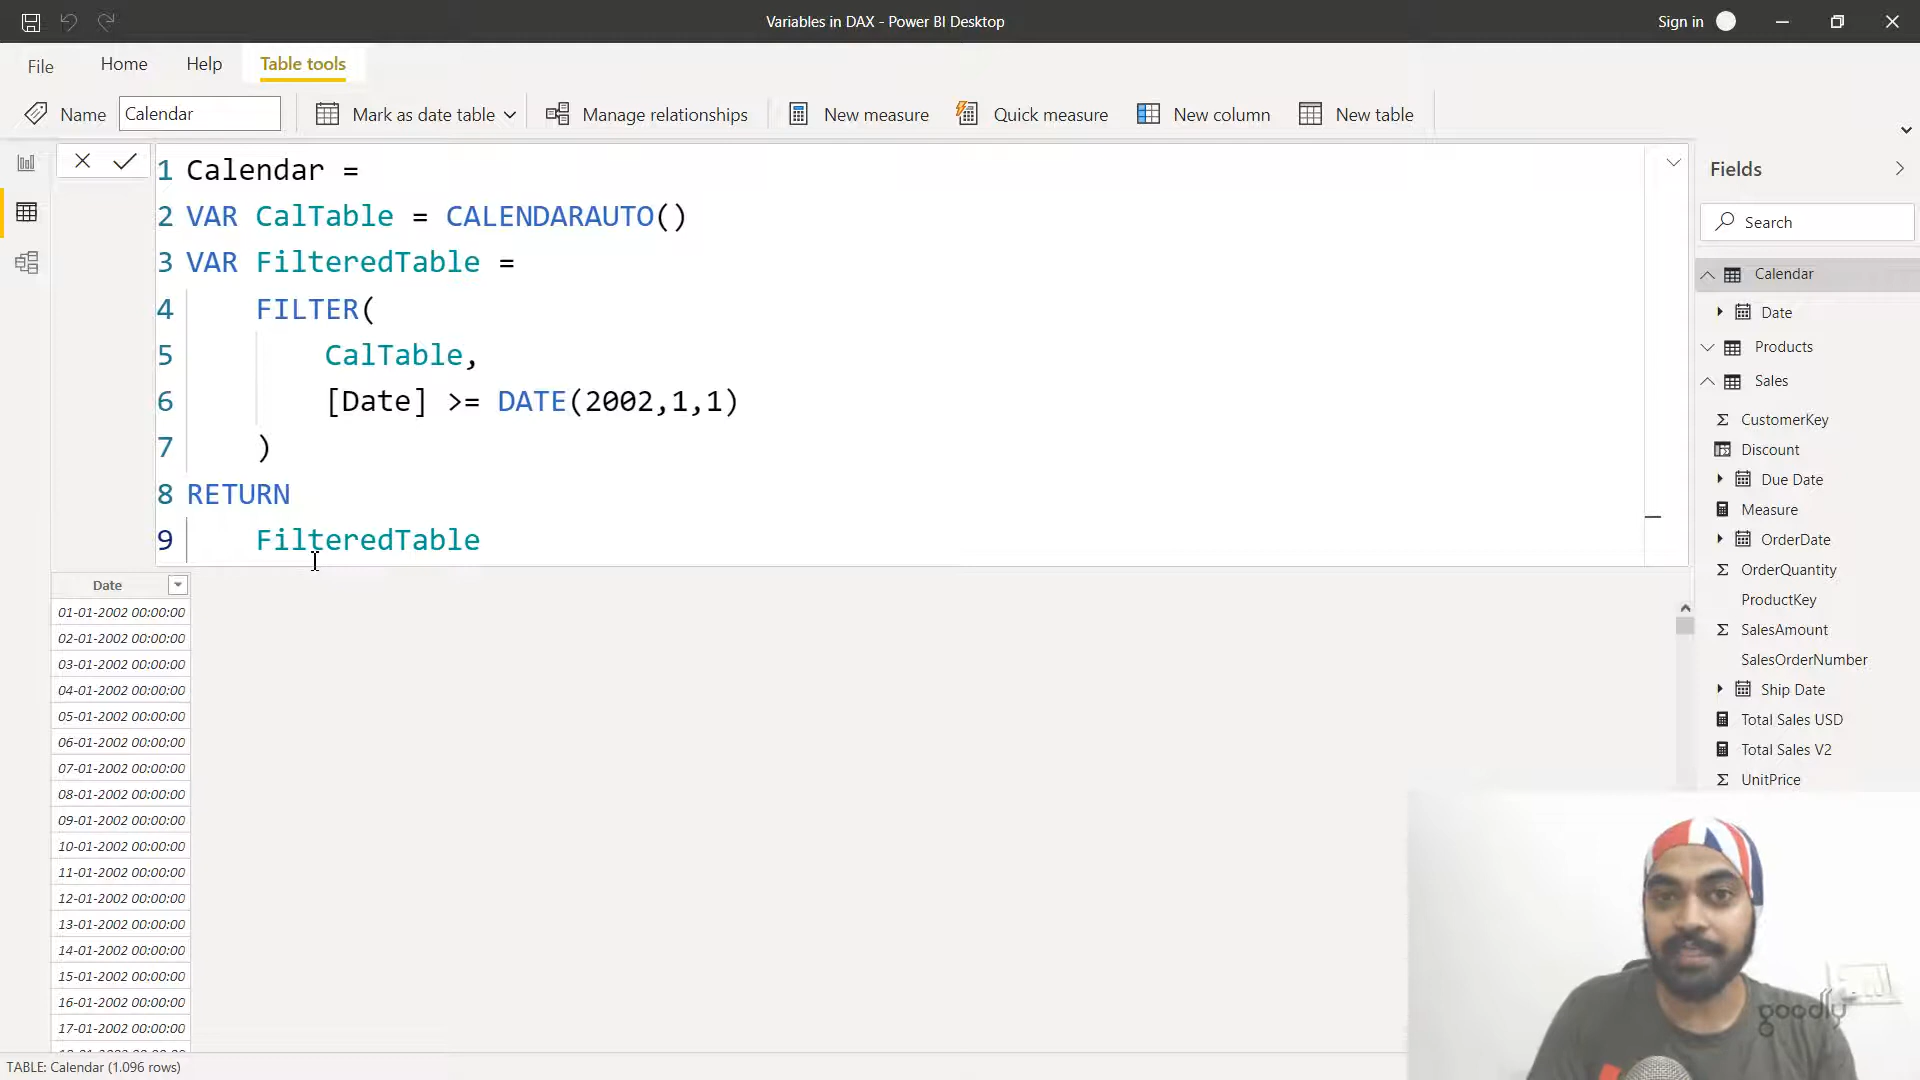 Variables in DAX - Power BI Desktop
Sign in
File
Home
Help
Table tools
Name
Calendar
Mark as date table
Manage relationships
New measure
Quick measure
New column
New table
1 Calendar =
2 VAR CalTable = CALENDARAUTO()
3 VAR FilteredTable =
4 FILTER(
5 CalTable,
6 [Date] >= DATE(2002,1,1)
7 )
8 RETURN
9 FilteredTable
Date
01-01-2002 00:00:00
02-01-2002 00:00:00
03-01-2002 00:00:00
04-01-2002 00:00:00
05-01-2002 00:00:00
06-01-2002 00:00:00
07-01-2002 00:00:00
08-01-2002 00:00:00
09-01-2002 00:00:00
10-01-2002 00:00:00
11-01-2002 00:00:00
12-01-2002 00:00:00
13-01-2002 00:00:00
14-01-2002 00:00:00
15-01-2002 00:00:00
16-01-2002 00:00:00
17-01-2002 00:00:00
TABLE: Calendar (1.096 rows)
Fields
Search
Calendar
Date
Products
Sales
CustomerKey
Discount
Due Date
Measure
OrderDate
OrderQuantity
ProductKey
SalesAmount
SalesOrderNumber
Ship Date
Total Sales USD
Total Sales V2
UnitPrice
goodly